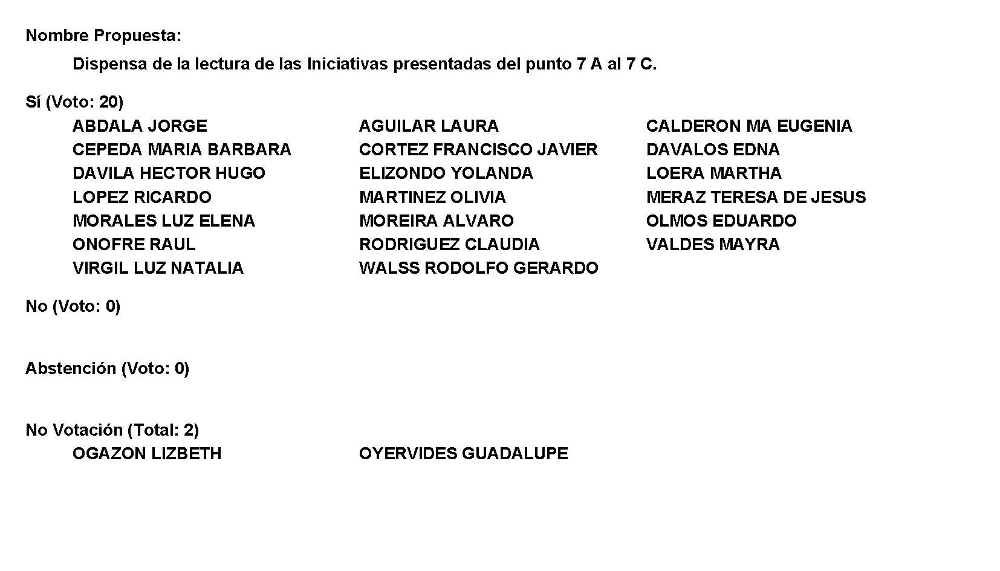 Nombre Propuesta:
Dispensa de la lectura de las Iniciativas presentadas del punto 7 A al 7 C.
Sí (Voto: 20)
ABDALA JORGE AGUILAR LAURA CALDERON MA EUGENIA
CEPEDA MARIA BARBARA CORTEZ FRANCISCO JAVIER DAVALOS EDNA
DAVILA HECTOR HUGO ELIZONDO YOLANDA LOERA MARTHA
LOPEZ RICARDO MARTINEZ OLIVIA MERAZ TERESA DE JESUS
MORALES LUZ ELENA MOREIRA ALVARO OLMOS EDUARDO
ONOFRE RAUL RODRIGUEZ CLAUDIA VALDES MAYRA
VIRGIL LUZ NATALIA WALSS RODOLFO GERARDO
No (Voto: 0)
Abstención (Voto: 0)
No Votación (Total: 2)
OGAZON LIZBETH OYERVIDES GUADALUPE